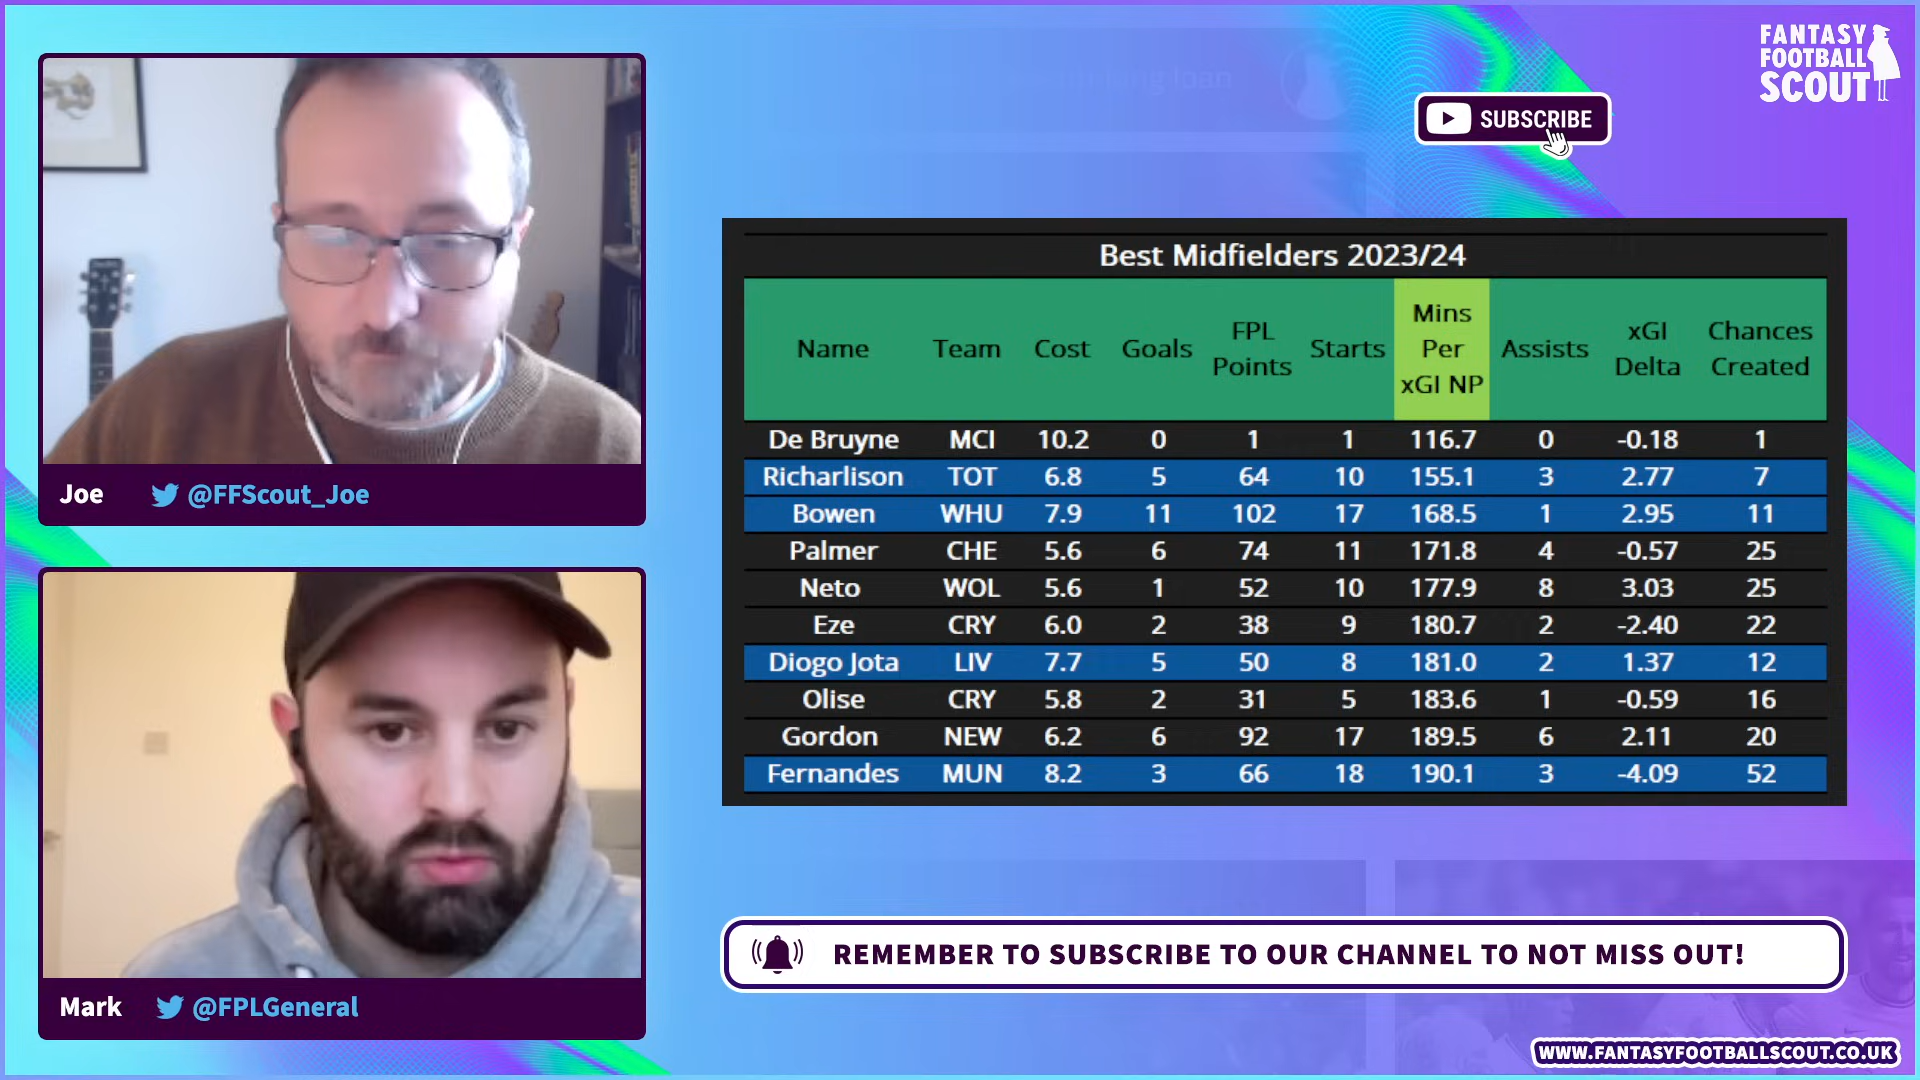 FANTASY
FOOTBALL
SCOUT
SUBSCRIBE
Joe @FFScout_Joe
Mark @FPLGeneral
Best Midfielders 2023/24
Name Team Cost Goals FPL Points Starts Mins Per xGI NP Assists xGI Delta Chances Created
De Bruyne MCI 10.2 0 1 1 116.7 0 -0.18 1
Richarlison TOT 6.8 5 64 10 155.1 3 2.77 7
Bowen WHU 7.9 11 102 17 168.5 1 2.95 11
Palmer CHE 5.6 6 74 11 171.8 4 -0.57 25
Neto WOL 5.6 1 52 10 177.9 8 3.03 25
Eze CRY 6.0 2 38 9 180.7 2 -2.40 22
Diogo Jota LIV 7.7 5 50 8 181.0 2 1.37 12
Olise CRY 5.8 2 31 5 183.6 1 -0.59 16
Gordon NEW 6.2 6 92 17 189.5 6 2.11 20
Fernandes MUN 8.2 3 66 18 190.1 3 -4.09 52
REMEMBER TO SUBSCRIBE TO OUR CHANNEL TO NOT MISS OUT!
WWW.FANTASYFOOTBALLSCOUT.CO.UK